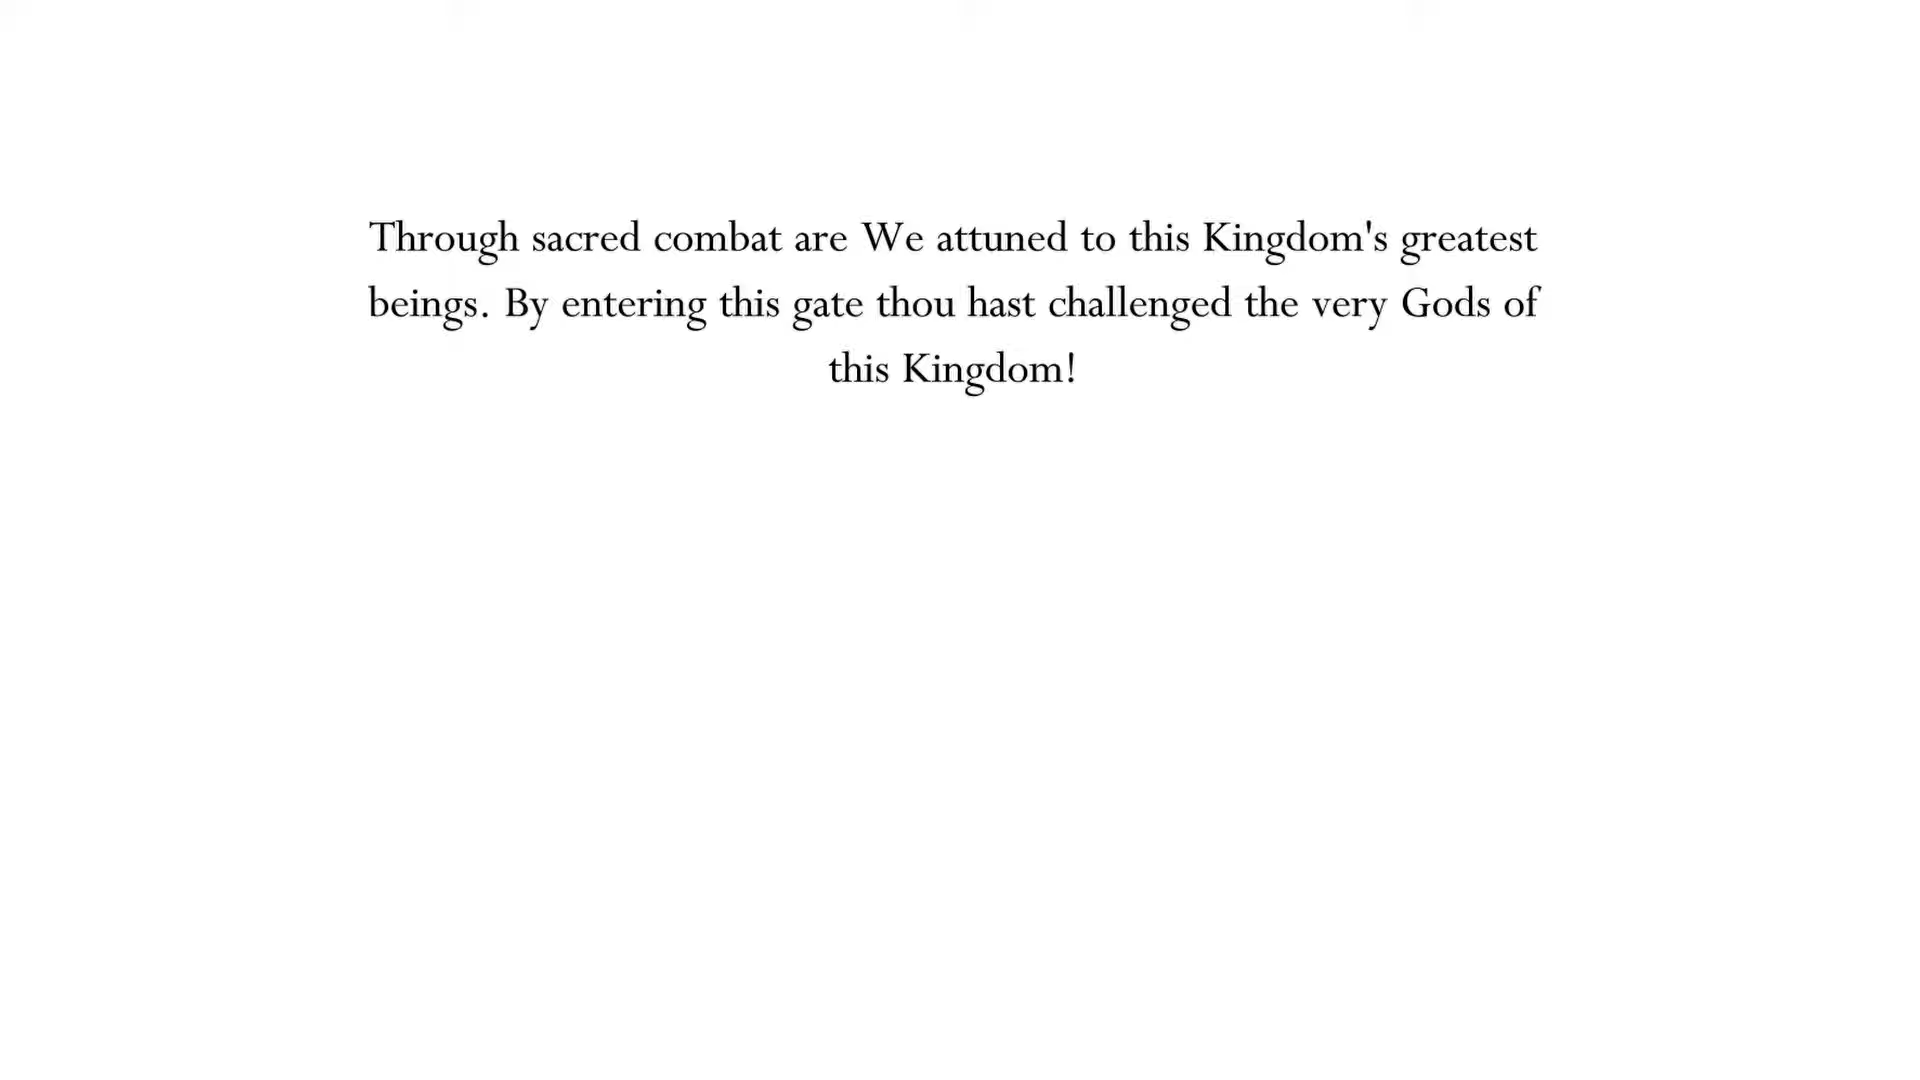 Through sacred combat are We attuned to this Kingdom's greatest
beings. By entering this gate thou hast challenged the very Gods of
this Kingdom!